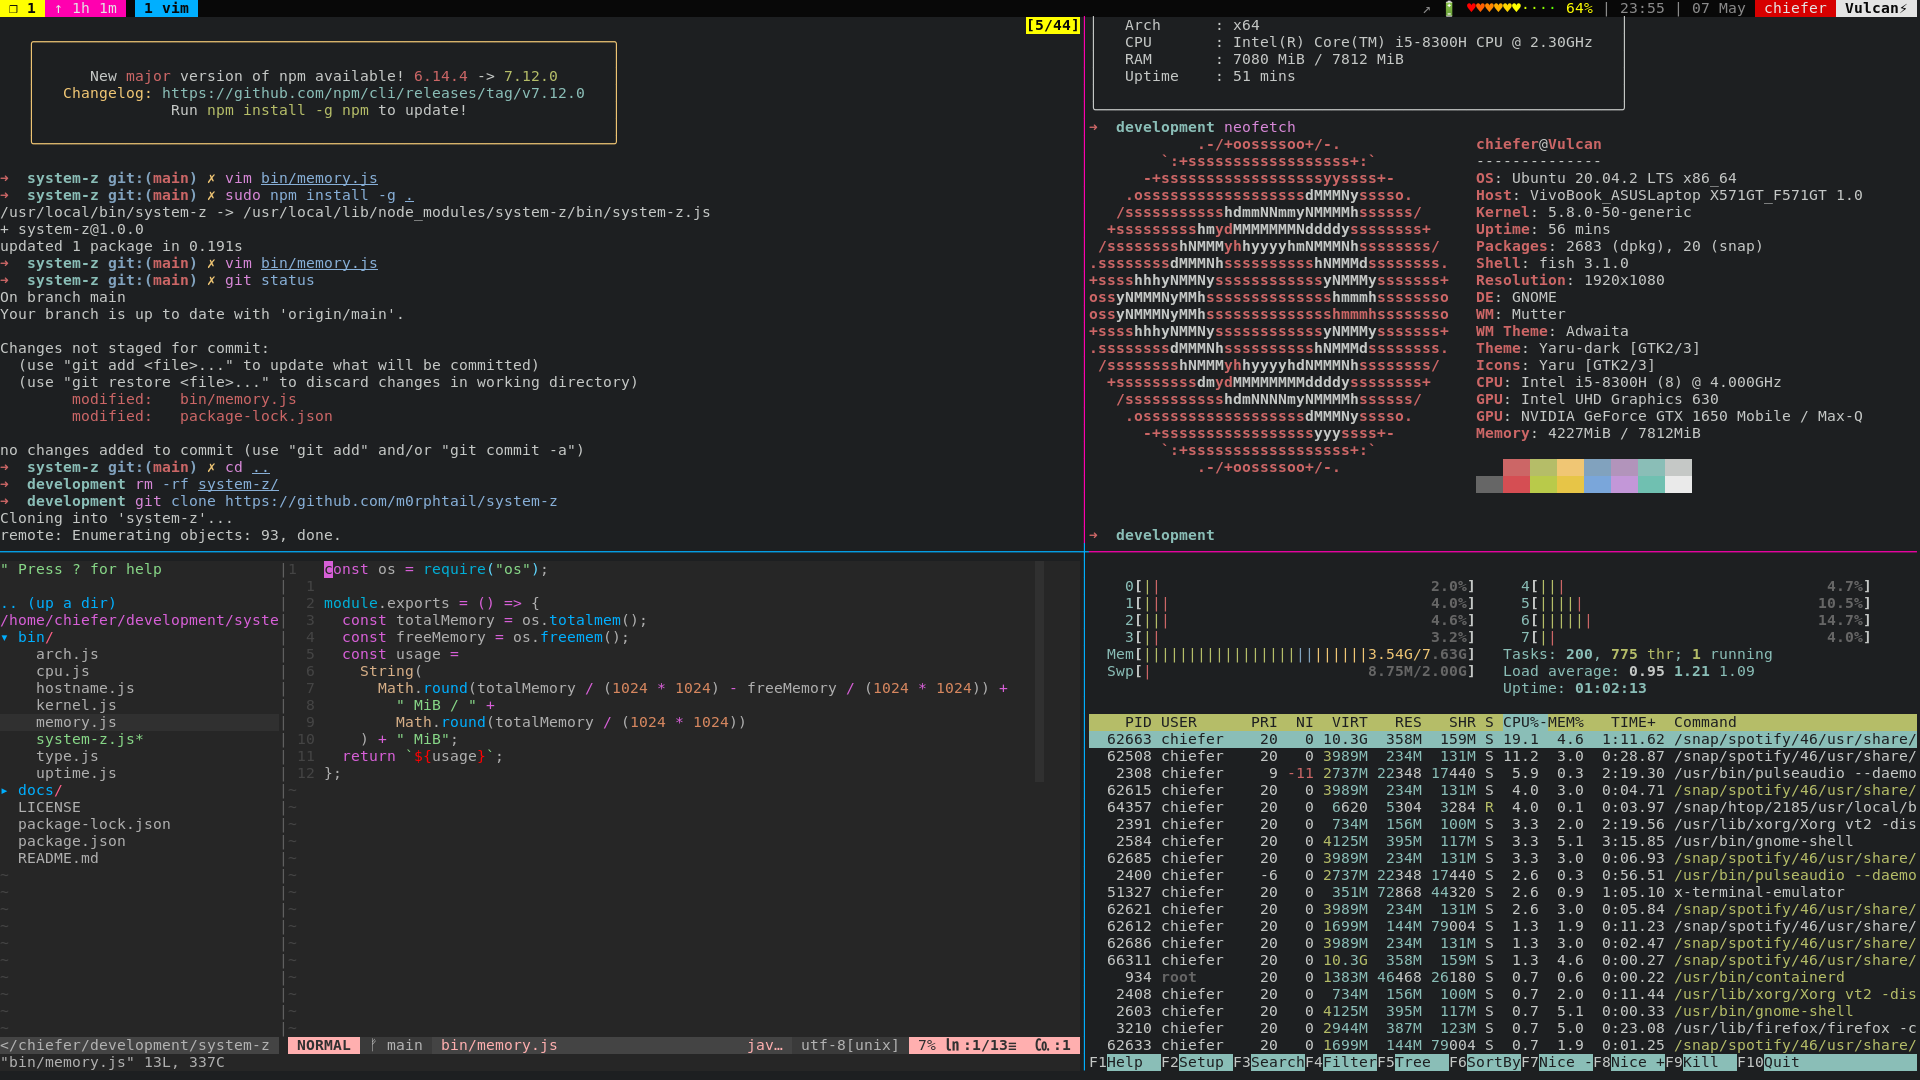 ❐ 1  ↑ 1h 1m  1 vim
↗ 🔋 ♥♥♥♥♥♥···· 64% | 23:55 | 07 May  chiefer  Vulcan⚡
[5/44]
New major version of npm available! 6.14.4 -> 7.12.0
Changelog: https://github.com/npm/cli/releases/tag/v7.12.0
Run npm install -g npm to update!
➜  system-z git:(main) ✗ vim bin/memory.js
➜  system-z git:(main) ✗ sudo npm install -g .
/usr/local/bin/system-z -> /usr/local/lib/node_modules/system-z/bin/system-z.js
+ system-z@1.0.0
updated 1 package in 0.191s
➜  system-z git:(main) ✗ vim bin/memory.js
➜  system-z git:(main) ✗ git status
On branch main
Your branch is up to date with 'origin/main'.
Changes not staged for commit:
  (use "git add <file>..." to update what will be committed)
  (use "git restore <file>..." to discard changes in working directory)
        modified:   bin/memory.js
        modified:   package-lock.json
no changes added to commit (use "git add" and/or "git commit -a")
➜  system-z git:(main) ✗ cd ..
➜  development rm -rf system-z/
➜  development git clone https://github.com/m0rphtail/system-z
Cloning into 'system-z'...
remote: Enumerating objects: 93, done.
Arch      : x64
CPU       : Intel(R) Core(TM) i5-8300H CPU @ 2.30GHz
RAM       : 7080 MiB / 7812 MiB
Uptime    : 51 mins
➜  development neofetch
            .-/+oossssoo+/-.
        `:+ssssssssssssssssss+:`
      -+ssssssssssssssssssyyssss+-
    .ossssssssssssssssssdMMMNysssso.
   /ssssssssssshdmmNNmmyNMMMMhssssss/
  +ssssssssshmydMMMMMMMNddddyssssssss+
 /sssssssshNMMMyhhyyyyhmNMMMNhssssssss/
.ssssssssdMMMNhsssssssssshNMMMdssssssss.
+sssshhhyNMMNyssssssssssssyNMMMysssssss+
ossyNMMMNyMMhsssssssssssssshmmmhssssssso
ossyNMMMNyMMhsssssssssssssshmmmhssssssso
+sssshhhyNMMNyssssssssssssyNMMMysssssss+
.ssssssssdMMMNhsssssssssshNMMMdssssssss.
 /sssssssshNMMMyhhyyyyhdNMMMNhssssssss/
  +sssssssssdmydMMMMMMMMddddyssssssss+
   /ssssssssssshdmNNNNmyNMMMMhssssss/
    .ossssssssssssssssssdMMMNysssso.
      -+sssssssssssssssssyyyssss+-
        `:+ssssssssssssssssss+:`
            .-/+oossssoo+/-.
chiefer@Vulcan
--------------
OS: Ubuntu 20.04.2 LTS x86_64
Host: VivoBook_ASUSLaptop X571GT_F571GT 1.0
Kernel: 5.8.0-50-generic
Uptime: 56 mins
Packages: 2683 (dpkg), 20 (snap)
Shell: fish 3.1.0
Resolution: 1920x1080
DE: GNOME
WM: Mutter
WM Theme: Adwaita
Theme: Yaru-dark [GTK2/3]
Icons: Yaru [GTK2/3]
CPU: Intel i5-8300H (8) @ 4.000GHz
GPU: Intel UHD Graphics 630
GPU: NVIDIA GeForce GTX 1650 Mobile / Max-Q
Memory: 4227MiB / 7812MiB
➜  development
" Press ? for help
.. (up a dir)
/home/chiefer/development/syste
▾ bin/
    arch.js
    cpu.js
    hostname.js
    kernel.js
    memory.js
    system-z.js*
    type.js
    uptime.js
▸ docs/
  LICENSE
  package-lock.json
  package.json
  README.md
1   const os = require("os");
  1
  2 module.exports = () => {
  3   const totalMemory = os.totalmem();
  4   const freeMemory = os.freemem();
  5   const usage =
  6     String(
  7       Math.round(totalMemory / (1024 * 1024) - freeMemory / (1024 * 1024)) +
  8         " MiB / " +
  9         Math.round(totalMemory / (1024 * 1024))
 10     ) + " MiB";
 11   return `${usage}`;
 12 };
</chiefer/development/system-z  NORMAL  ᚠ main  bin/memory.js  jav…  utf-8[unix]  7% ㏑:1/13≡  ℅:1
"bin/memory.js" 13L, 337C
0[|| 2.0%]   4[||| 4.7%]
1[||| 4.0%]   5[||||| 10.5%]
2[||| 4.6%]   6[|||||| 14.7%]
3[|| 3.2%]   7[|| 4.0%]
Mem[|||||||||||||||||||||||||3.54G/7.63G]   Tasks: 200, 775 thr; 1 running
Swp[| 8.75M/2.00G]   Load average: 0.95 1.21 1.09
Uptime: 01:02:13
  PID USER      PRI  NI  VIRT   RES   SHR S CPU%-MEM%   TIME+  Command
62663 chiefer    20   0 10.3G  358M  159M S 19.1  4.6  1:11.62 /snap/spotify/46/usr/share/
62508 chiefer    20   0 3989M  234M  131M S 11.2  3.0  0:28.87 /snap/spotify/46/usr/share/
 2308 chiefer     9 -11 2737M 22348 17440 S  5.9  0.3  2:19.30 /usr/bin/pulseaudio --daemo
62615 chiefer    20   0 3989M  234M  131M S  4.0  3.0  0:04.71 /snap/spotify/46/usr/share/
64357 chiefer    20   0  6620  5304  3284 R  4.0  0.1  0:03.97 /snap/htop/2185/usr/local/b
 2391 chiefer    20   0  734M  156M  100M S  3.3  2.0  2:19.56 /usr/lib/xorg/Xorg vt2 -dis
 2584 chiefer    20   0 4125M  395M  117M S  3.3  5.1  3:15.85 /usr/bin/gnome-shell
62685 chiefer    20   0 3989M  234M  131M S  3.3  3.0  0:06.93 /snap/spotify/46/usr/share/
 2400 chiefer    -6   0 2737M 22348 17440 S  2.6  0.3  0:56.51 /usr/bin/pulseaudio --daemo
51327 chiefer    20   0  351M 72868 44320 S  2.6  0.9  1:05.10 x-terminal-emulator
62621 chiefer    20   0 3989M  234M  131M S  2.6  3.0  0:05.84 /snap/spotify/46/usr/share/
62612 chiefer    20   0 1699M  144M 79004 S  1.3  1.9  0:11.23 /snap/spotify/46/usr/share/
62686 chiefer    20   0 3989M  234M  131M S  1.3  3.0  0:02.47 /snap/spotify/46/usr/share/
66311 chiefer    20   0 10.3G  358M  159M S  1.3  4.6  0:00.27 /snap/spotify/46/usr/share/
  934 root       20   0 1383M 46468 26180 S  0.7  0.6  0:00.22 /usr/bin/containerd
 2408 chiefer    20   0  734M  156M  100M S  0.7  2.0  0:11.44 /usr/lib/xorg/Xorg vt2 -dis
 2603 chiefer    20   0 4125M  395M  117M S  0.7  5.1  0:00.33 /usr/bin/gnome-shell
 3210 chiefer    20   0 2944M  387M  123M S  0.7  5.0  0:23.08 /usr/lib/firefox/firefox -c
62633 chiefer    20   0 1699M  144M 79004 S  0.7  1.9  0:01.25 /snap/spotify/46/usr/share/
F1Help  F2Setup F3SearchF4FilterF5Tree  F6SortByF7Nice -F8Nice +F9Kill  F10Quit